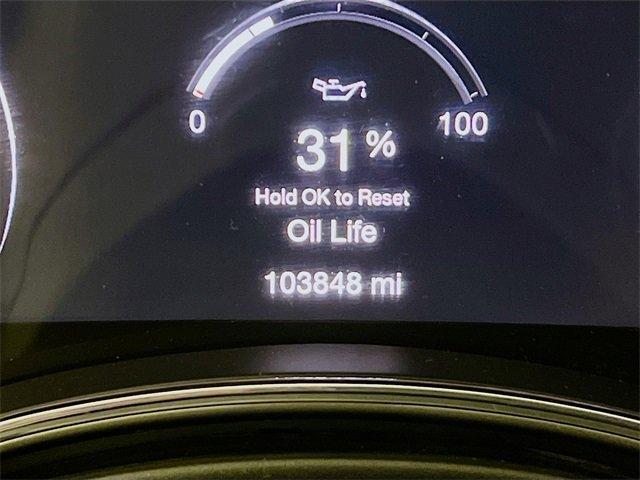 0 100
31 %
Hold OK to Reset
Oil Life
103848 mi